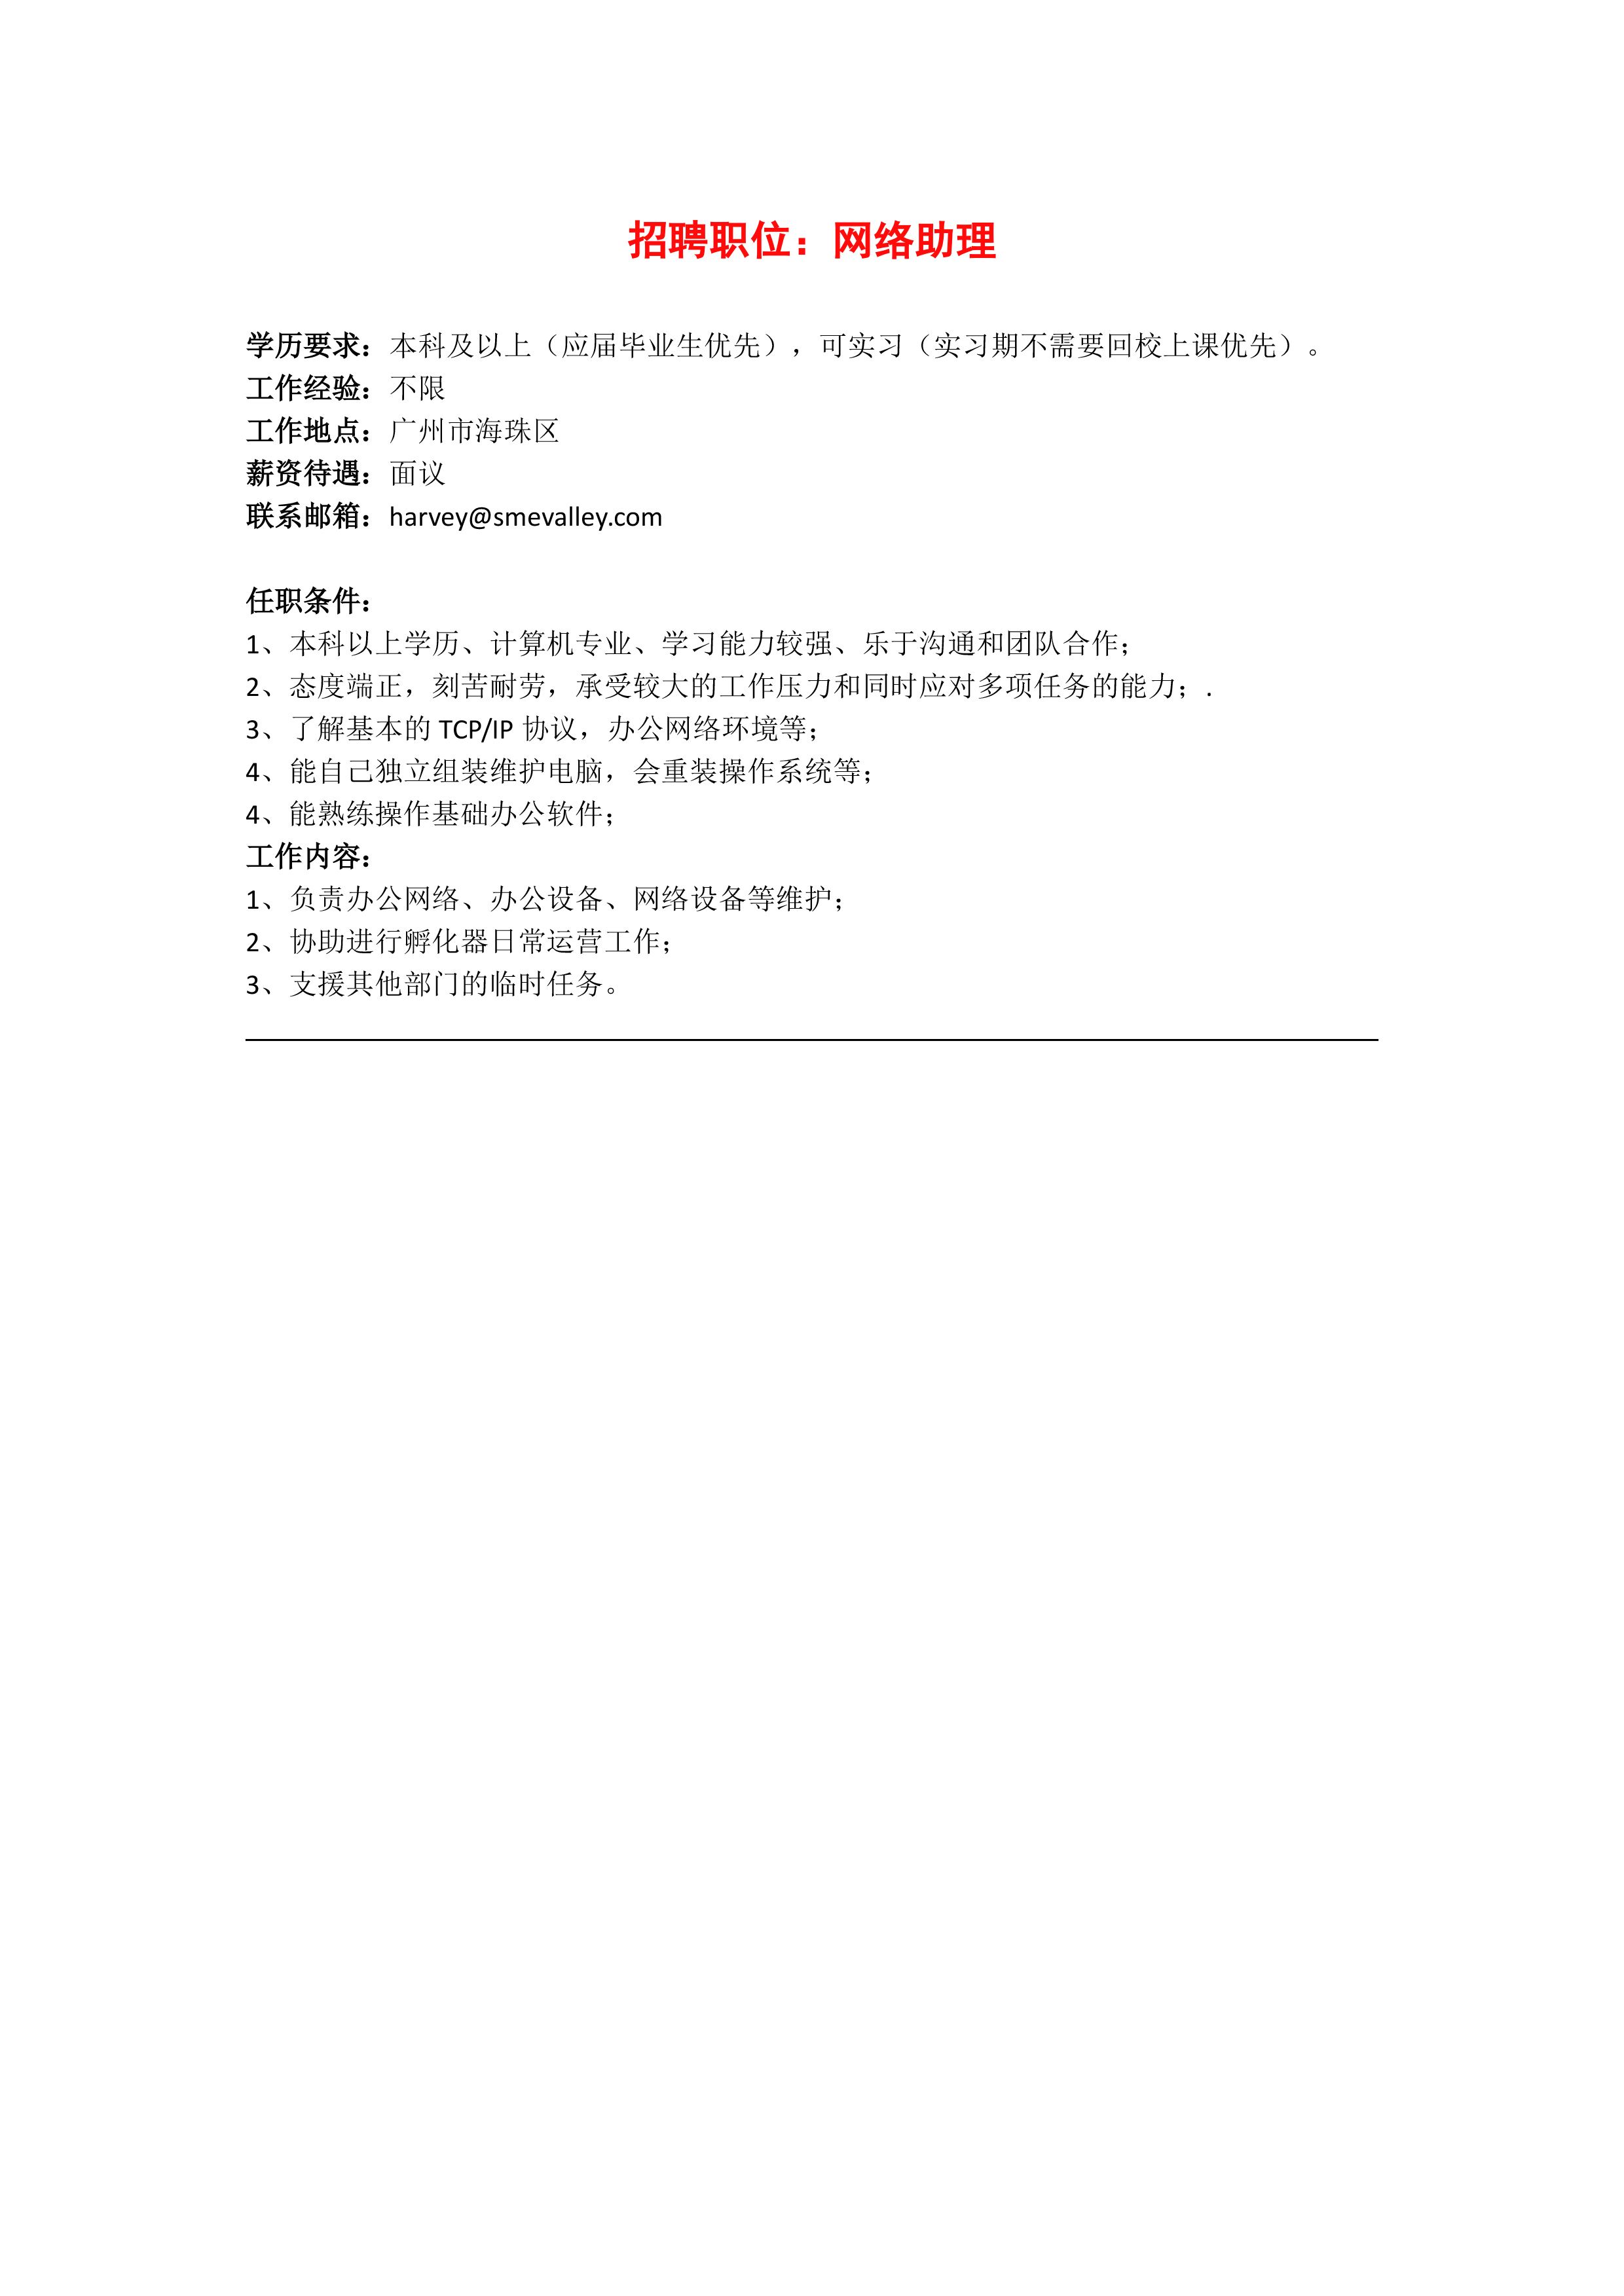 招聘职位：网络助理
学历要求：本科及以上（应届毕业生优先），可实习（实习期不需要回校上课优先）。
工作经验：不限
工作地点：广州市海珠区
薪资待遇：面议
联系邮箱：harvey@smevalley.com
任职条件：
1、本科以上学历、计算机专业、学习能力较强、乐于沟通和团队合作；
2、态度端正，刻苦耐劳，承受较大的工作压力和同时应对多项任务的能力；.
3、了解基本的 TCP/IP 协议，办公网络环境等；
4、能自己独立组装维护电脑，会重装操作系统等；
4、能熟练操作基础办公软件；
工作内容：
1、负责办公网络、办公设备、网络设备等维护；
2、协助进行孵化器日常运营工作；
3、支援其他部门的临时任务。